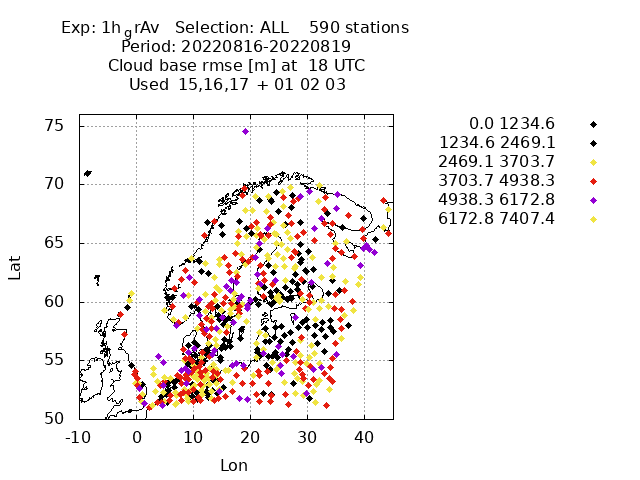 Exp: 1h_grAv   Selection: ALL    590 stations
Period: 20220816-20220819
Cloud base rmse [m] at  18 UTC
Used  15,16,17  + 01 02 03
0.0 1234.6
1234.6 2469.1
2469.1 3703.7
3703.7 4938.3
4938.3 6172.8
6172.8 7407.4
75
70
65
60
55
50
Lat
-10 0 10 20 30 40
Lon